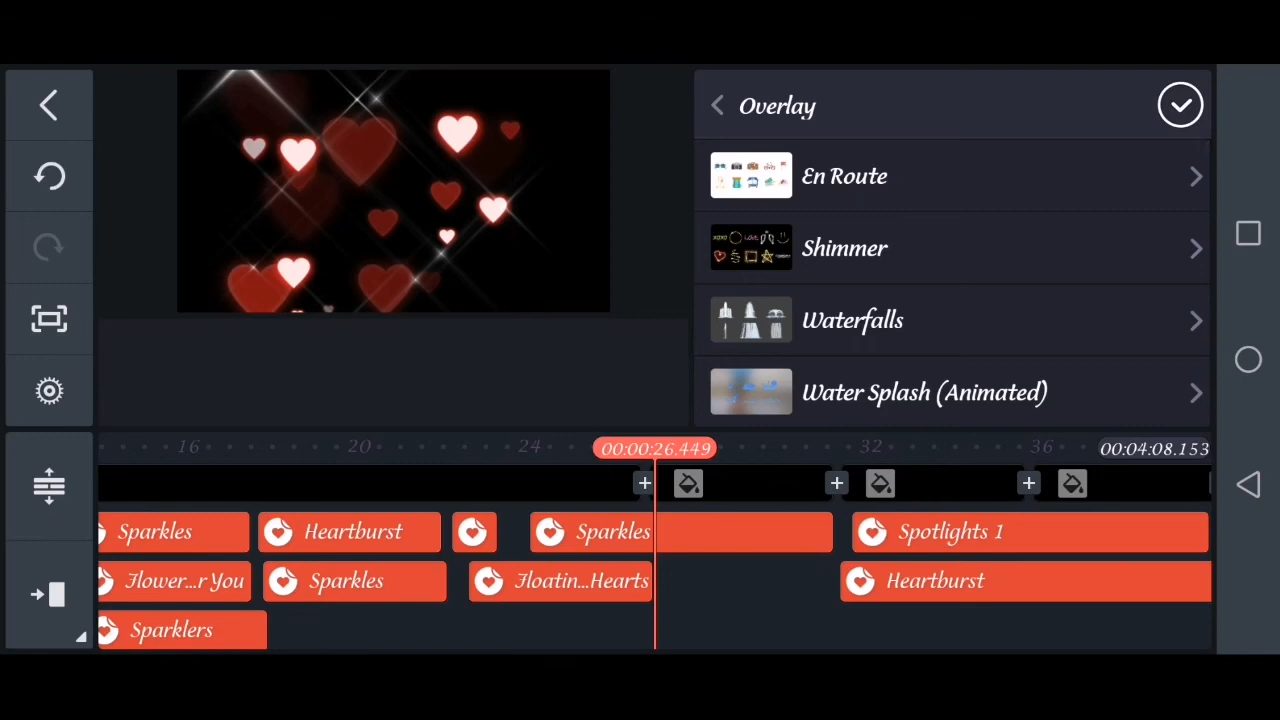 Overlay
En Route
Shimmer
Waterfalls
Water Splash (Animated)
16
20
24
00:00:26.449
32
36
00:04:08.153
Sparkles
Heartburst
Sparkles
Spotlights 1
Flower...r You
Sparkles
Floatin...Hearts
Heartburst
Sparklers